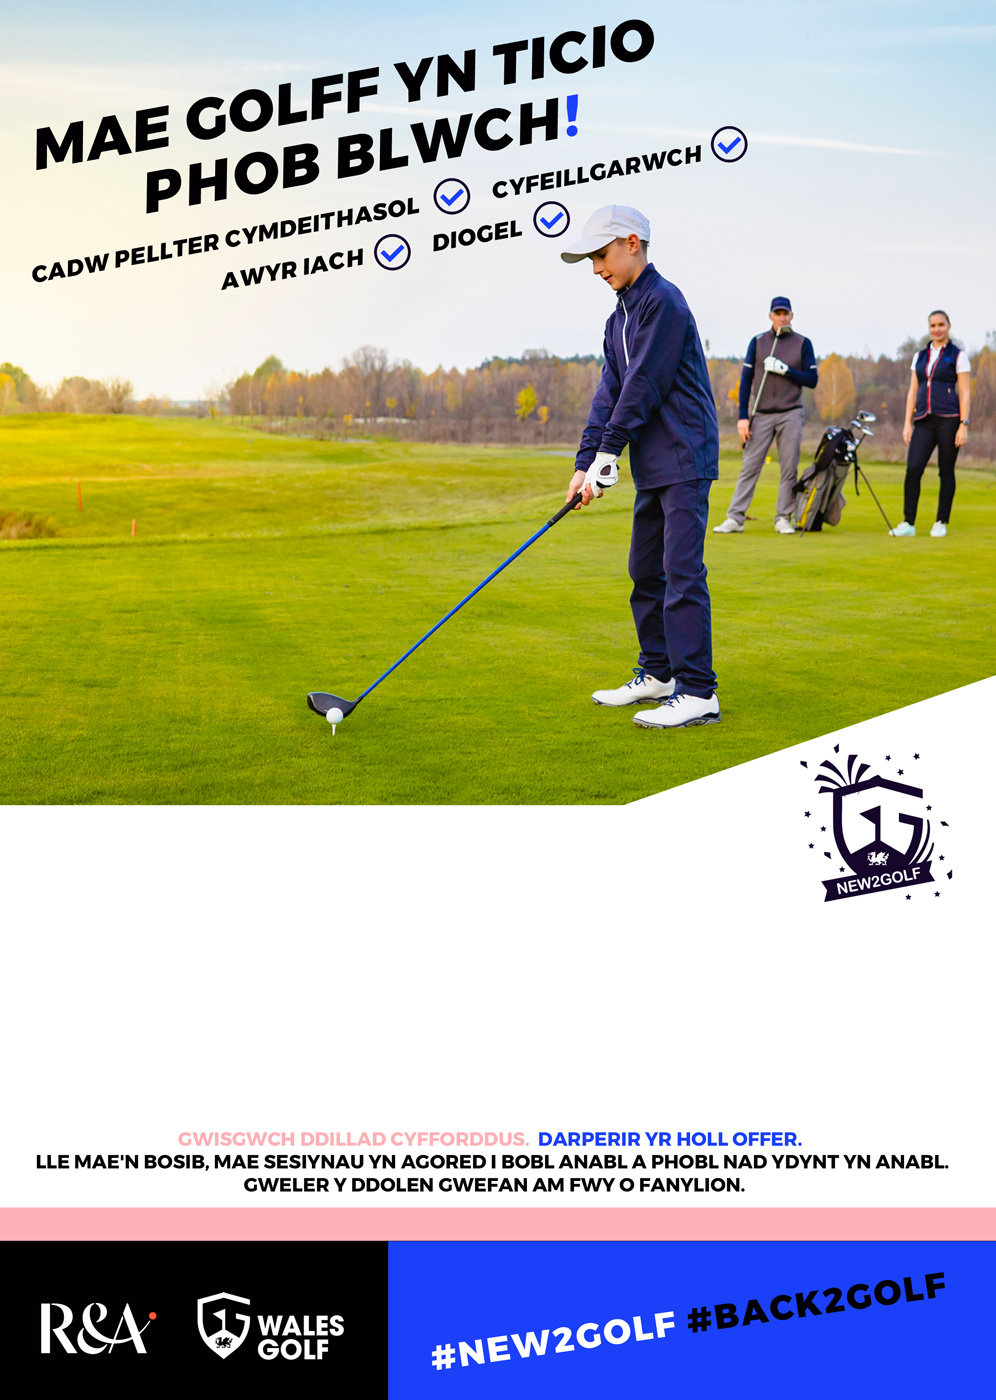 MAE GOLFF YN TICIO
PHOB BLWCH!
CADW PELLTER CYMDEITHASOL CYFEILLGARWCH
AWYR IACH DIOGEL
NEW2GOLF
GWISGWCH DDILLAD CYFFORDDUS. DARPERIR YR HOLL OFFER.
LLE MAE'N BOSIB, MAE SESIYNAU YN AGORED I BOBL ANABL A PHOBL NAD YDYNT YN ANABL.
GWELER Y DDOLEN GWEFAN AM FWY O FANYLION.
R&A
WALES
GOLF
#NEW2GOLF #BACK2GOLF